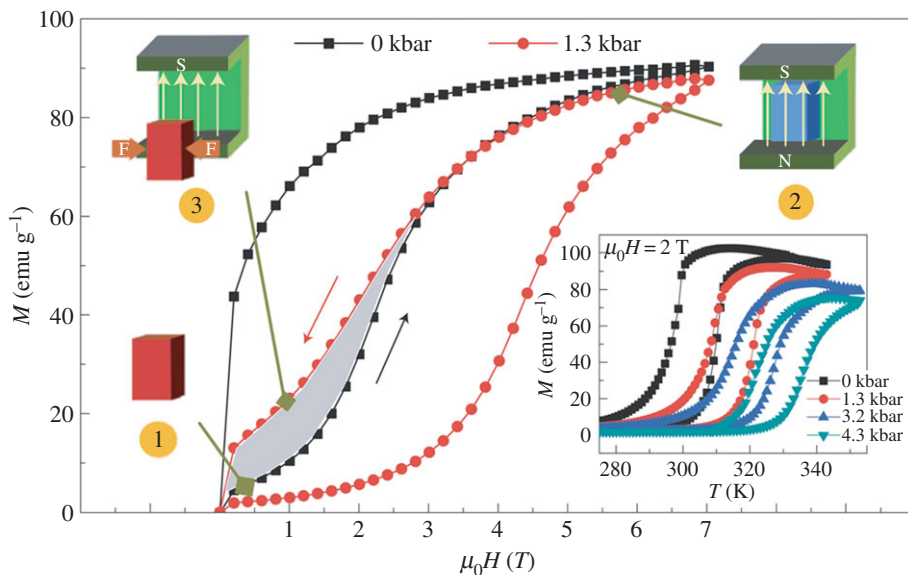 0 kbar
1.3 kbar
S
F
F
3
S
N
2
1
100
80
60
40
20
0
M (emu g⁻¹)
1
2
3
4
5
6
7
μ₀H (T)
μ₀H = 2 T
100
80
60
40
20
0
M (emu g⁻¹)
0 kbar
1.3 kbar
3.2 kbar
4.3 kbar
280
300
320
340
T (K)